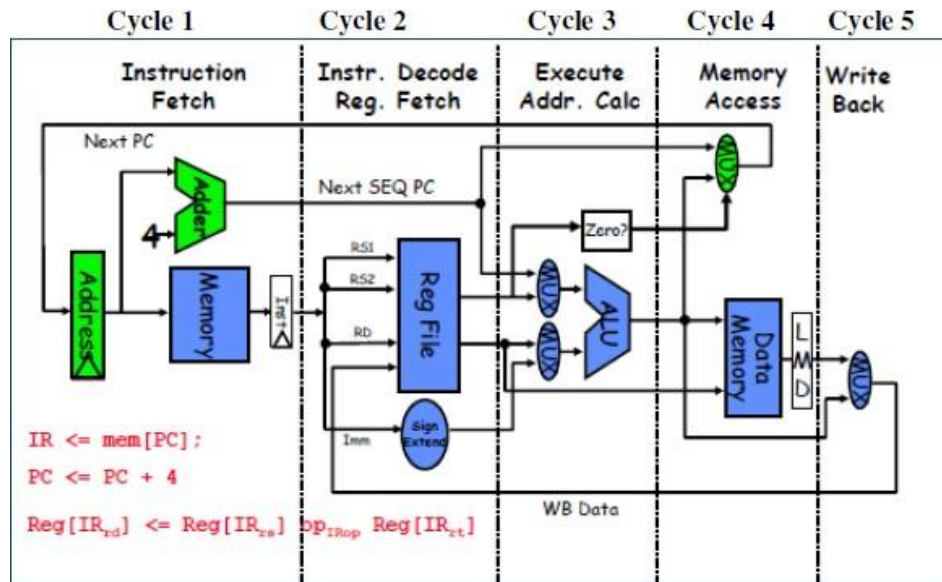 Cycle 1 Cycle 2 Cycle 3 Cycle 4 Cycle 5
Instruction Fetch
Instr. Decode Reg. Fetch
Execute Addr. Calc
Memory Access
Write Back
Next PC
Adder
4
Next SEQ PC
Address
Memory
Inst
RS1
RS2
RD
Imm
Reg File
Sign Extend
Zero?
MUX
MUX
ALU
MUX
Data Memory
L M D
MUX
WB Data
IR <= mem[PC];
PC <= PC + 4
Reg[IRrd] <= Reg[IRrs] opIRop Reg[IRrt]